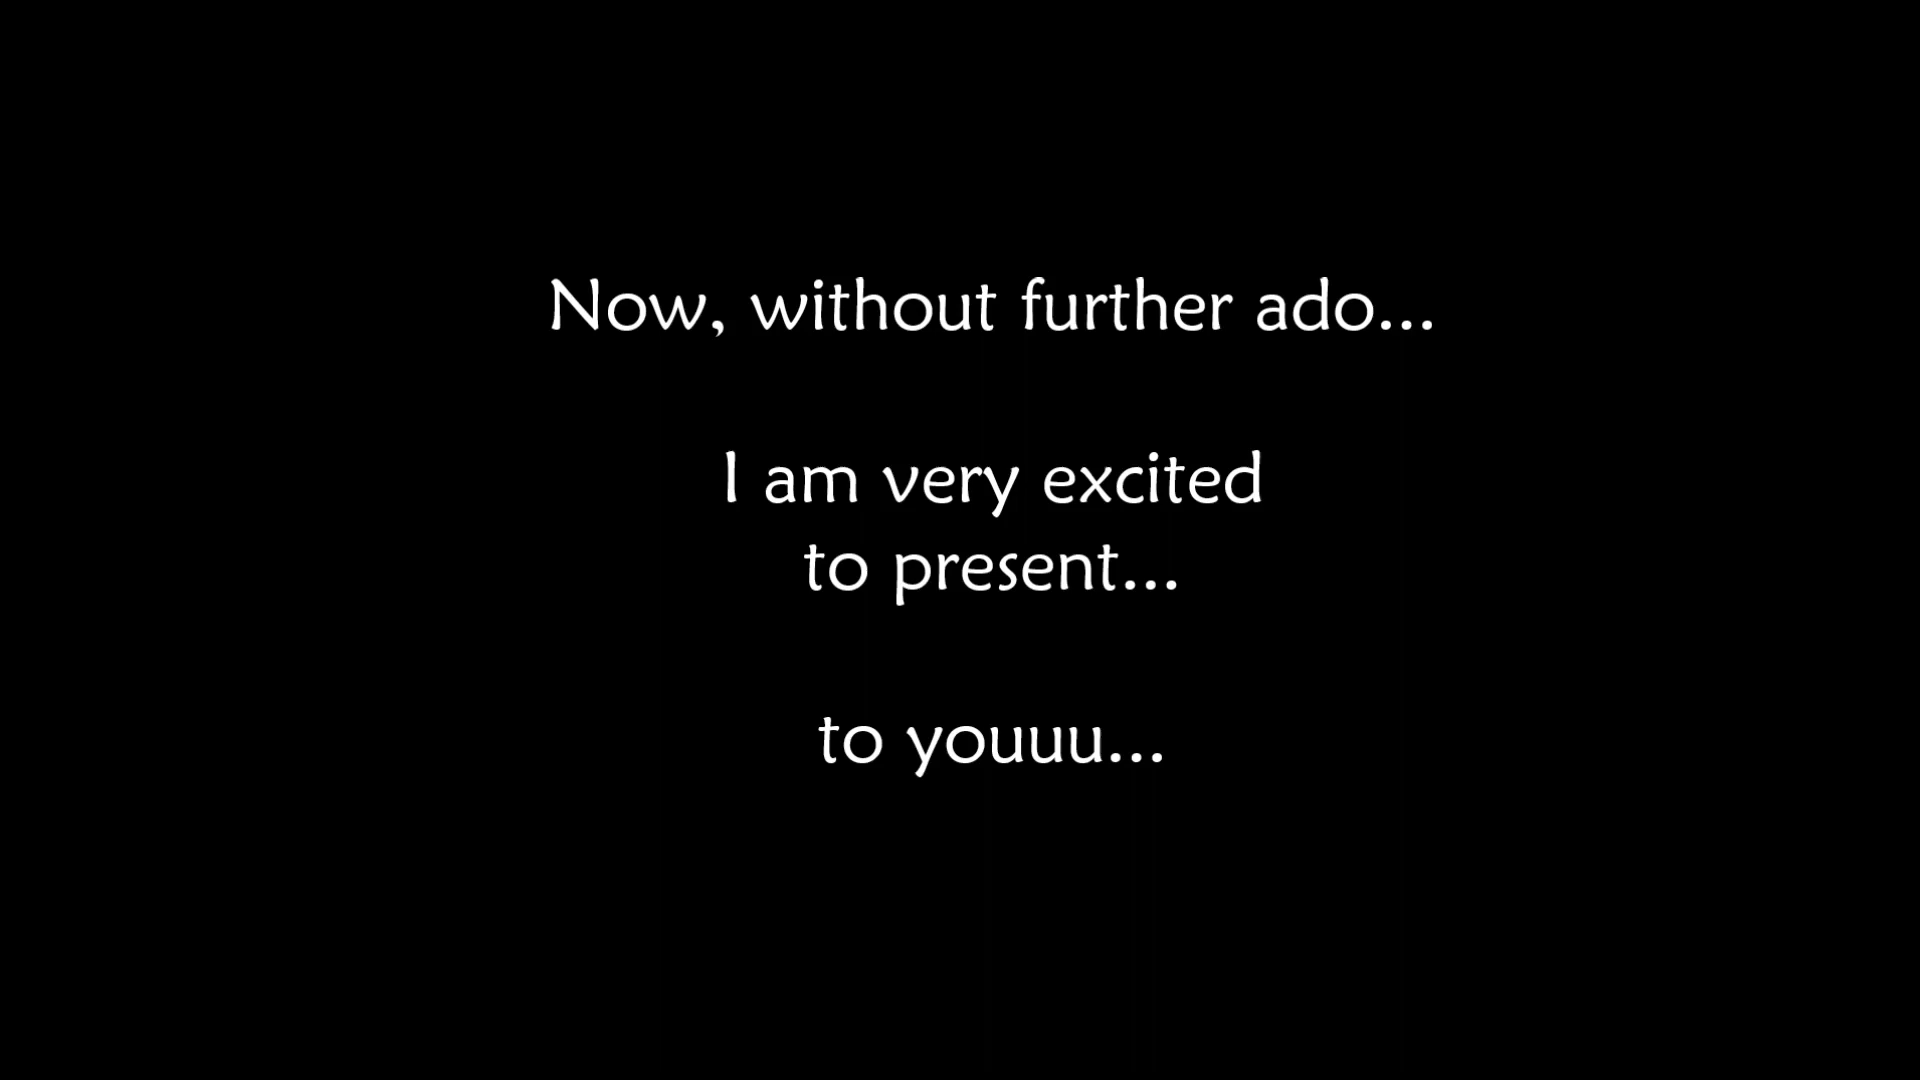 Now, without further ado...
I am very excited
to present...
to youuu...